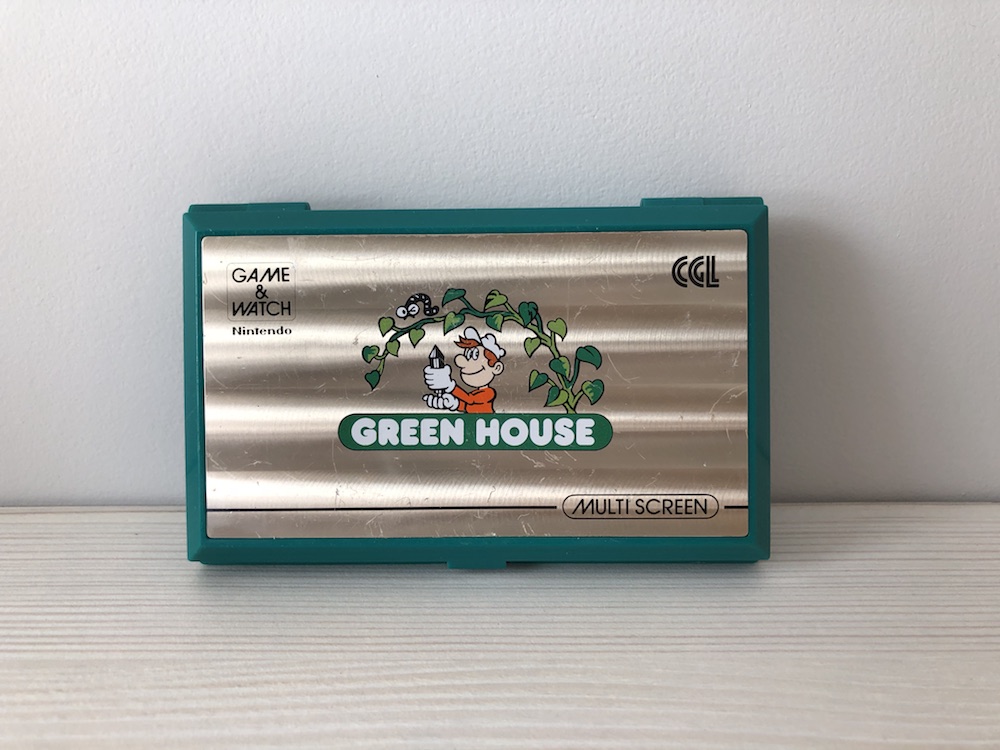 GAME
&
WATCH
Nintendo
CGL
GREEN HOUSE
MULTI SCREEN